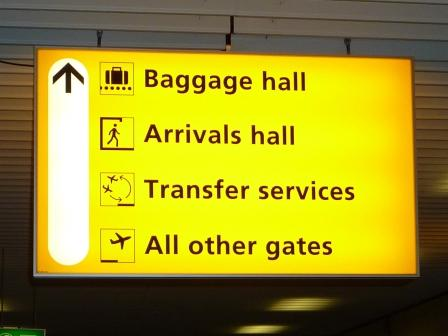 Baggage hall
Arrivals hall
Transfer services
All other gates